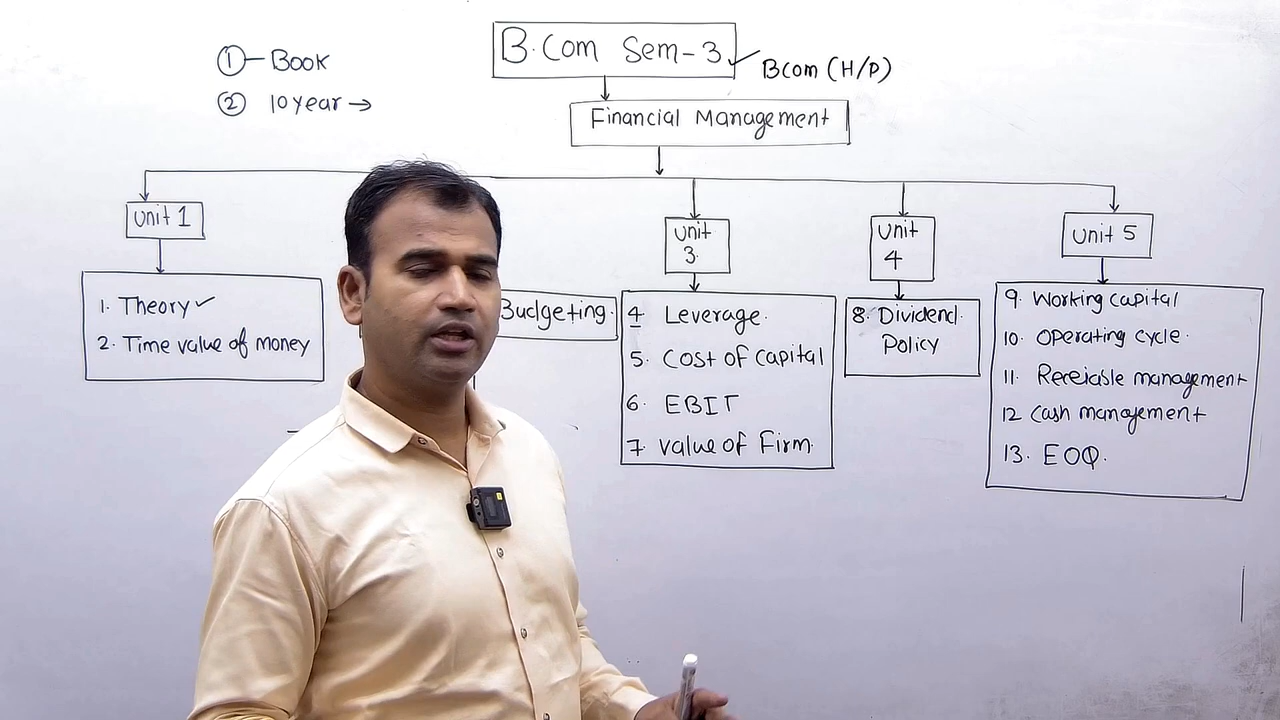 B.Com Sem-3
Bcom (H/P)
① Book
② 10 year →
Financial Management
Unit 1
1. Theory ✓
2. Time value of money
Budgeting.
Unit
3.
4 Leverage.
5. Cost of capital
6. EBIT
7. Value of Firm.
Unit
4
8. Dividend.
Policy
Unit 5
9. Working capital
10. Operating cycle.
11. Rereiable management
12 Cash management
13. EOQ.